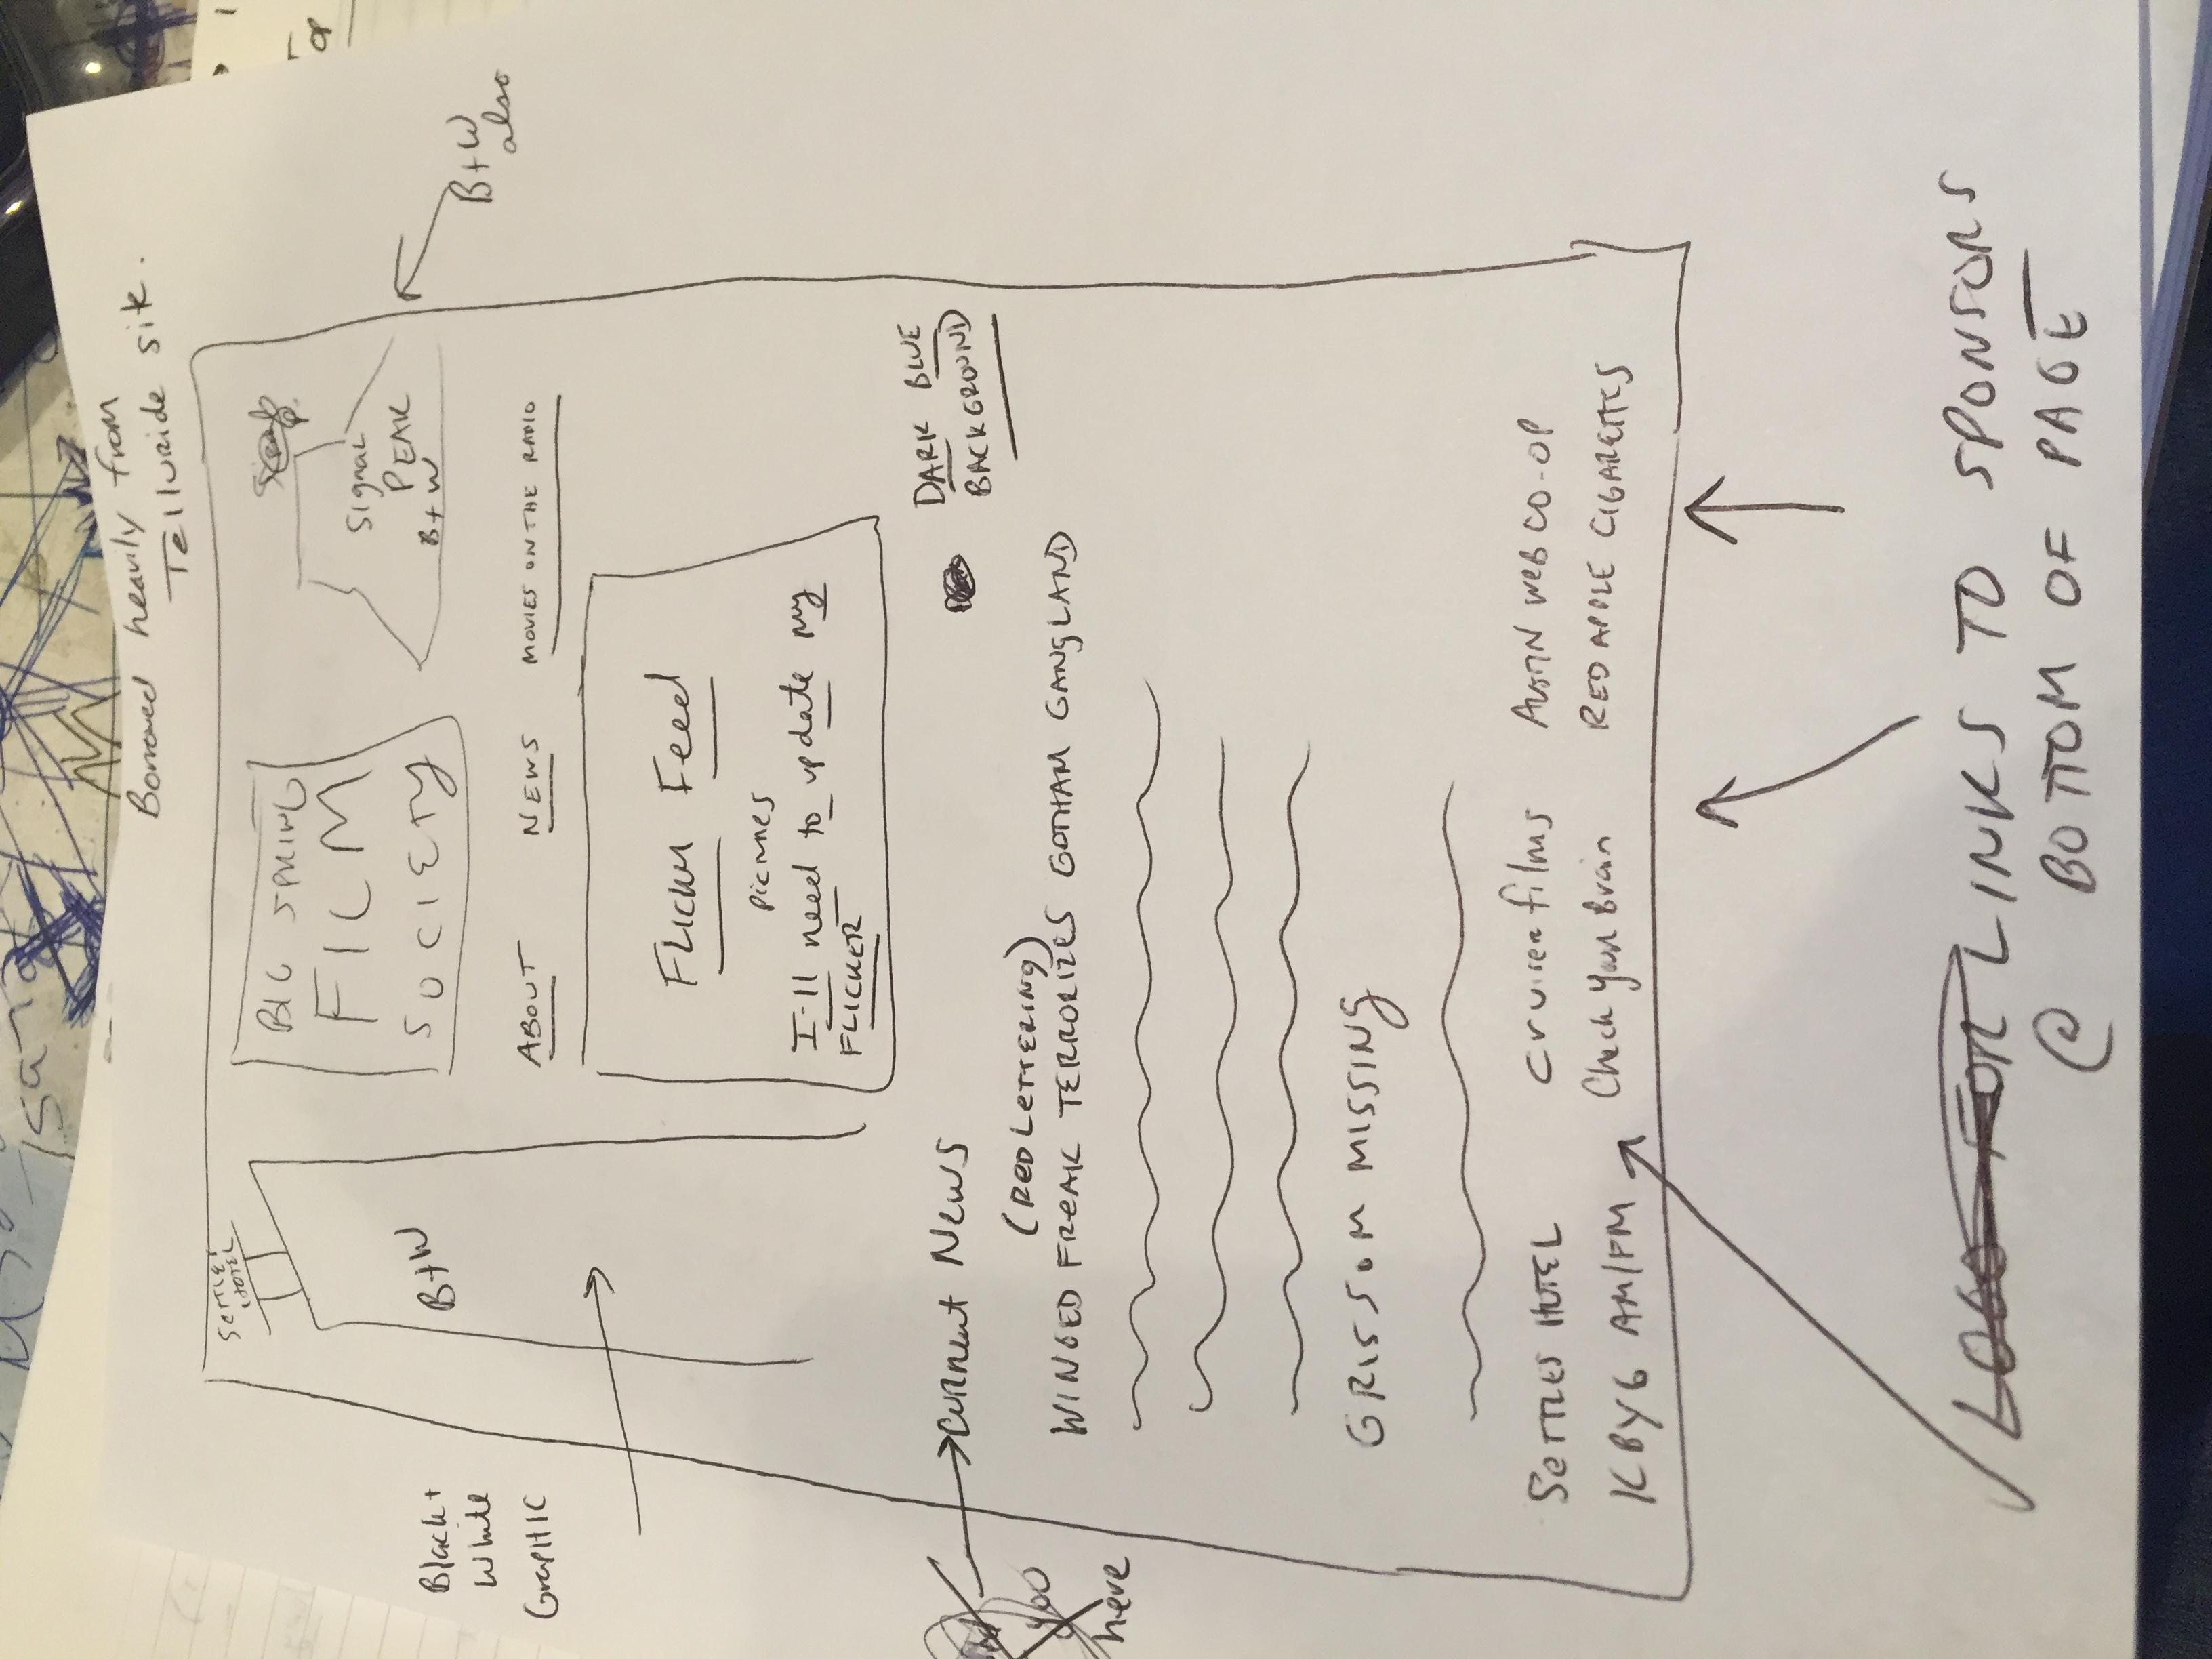 Borrowed heavily from
Telluride site.
SETTLES
HOTEL
BIG SPRING
FILM
SOCIETY
Signal
PEAK
B+W
B+W
Black+
White
GRAPHIC
B+W
also
ABOUT NEWS MOVIES ON THE RADIO
FLICKR Feed
pictures
I'll need to update my
FLICKER
Current News
DARK BLUE
BACKGROUND
(RED LETTERING)
WINGED FREAK TERRORIZES GOTHAM GANGLAND
you
here
GRISSOM MISSING
SETTLES HOTEL cruiser films AUSTIN WEB CO-OP
KBYG AM/FM Check Your Brain RED APPLE CIGARETTES
LOGO FOR LINKS TO SPONSORS
@ BOTTOM OF PAGE